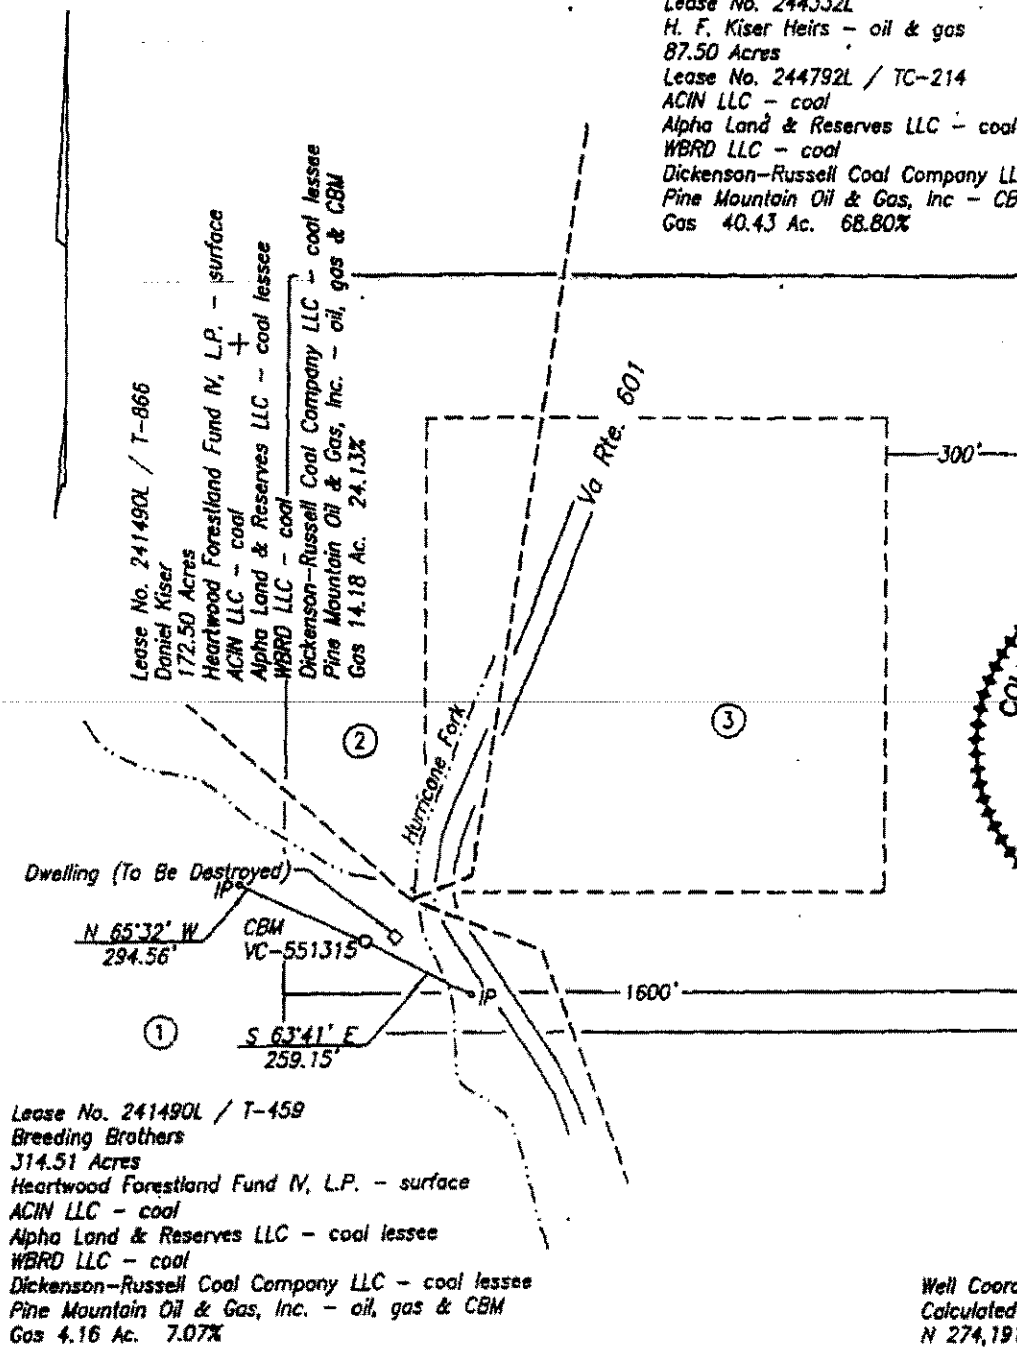 Lease No. 244332L
H. F. Kiser Heirs - oil & gas
87.50 Acres
Lease No. 244792L / TC-214
ACIN LLC - coal
Alpha Land & Reserves LLC - coal
WBRD LLC - coal
Dickenson-Russell Coal Company
Pine Mountain Oil & Gas, Inc -
Gas 40.43 Ac. 68.80%
Lease No. 241490L / T-866
Daniel Kiser
172.50 Acres
Heartwood Forestland Fund IV, L.P. - surface
ACIN LLC - coal
Alpha Land & Reserves LLC - coal lessee
WBRD LLC - coal
Dickenson-Russell Coal Company LLC - coal lessee
Pine Mountain Oil & Gas, Inc. - oil, gas & CBM
Gas 14.18 Ac. 24.13%
Va Rte. 601
300'
2
3
Hurricane Fork
Dwelling (To Be Destroyed)
IP
N 65°32' W
294.56'
CBM
VC-551315
IP
1600'
1
S 63°41' E
259.15'
Lease No. 241490L / T-459
Breeding Brothers
314.51 Acres
Heartwood Forestland Fund IV, L.P. - surface
ACIN LLC - coal
Alpha Land & Reserves LLC - coal lessee
WBRD LLC - coal
Dickenson-Russell Coal Company LLC - coal lessee
Pine Mountain Oil & Gas, Inc. - oil, gas & CBM
Gas 4.16 Ac. 7.07%
Well
Calculated
N 274,191